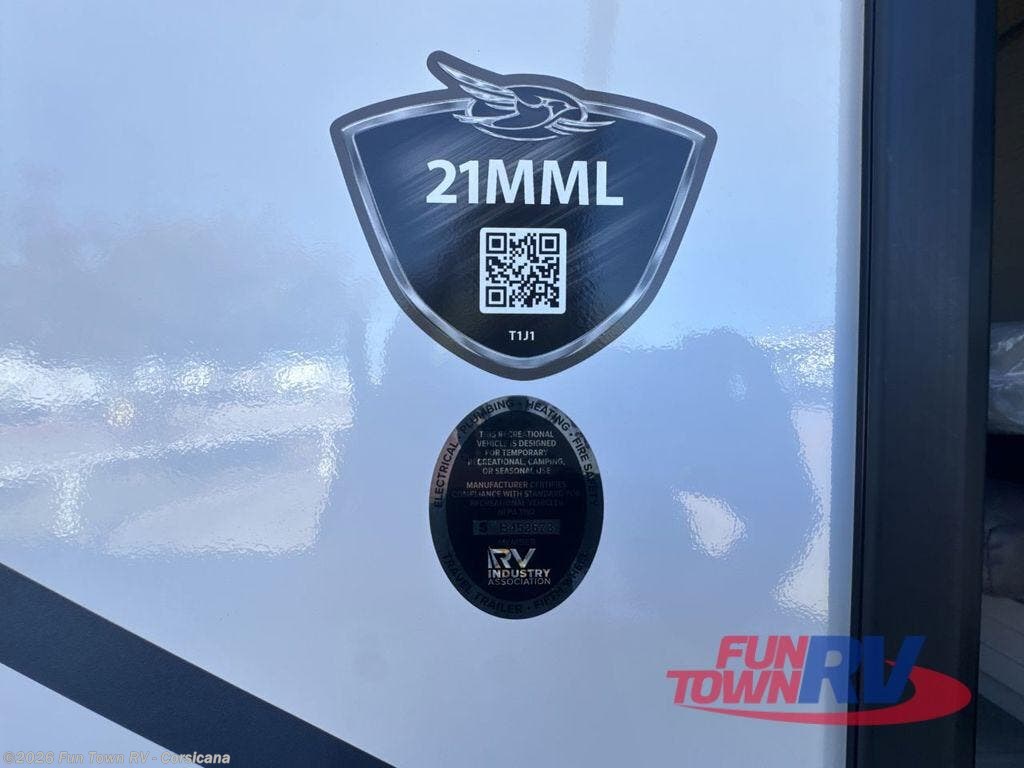 21MML
T1J1
ELECTRICAL • PLUMBING • HEATING • FIRE SAFETY
THIS RECREATIONAL
VEHICLE IS DESIGNED
FOR TEMPORARY
RECREATIONAL, CAMPING,
OR SEASONAL USE
MANUFACTURER CERTIFIES
COMPLIANCE WITH STANDARD FOR
RECREATIONAL VEHICLES
MEMBER
RV
INDUSTRY
ASSOCIATION
TRAVEL TRAILER • FIFTH WHEEL
FUN
TOWN RV
©2026 Fun Town RV - Corsicana